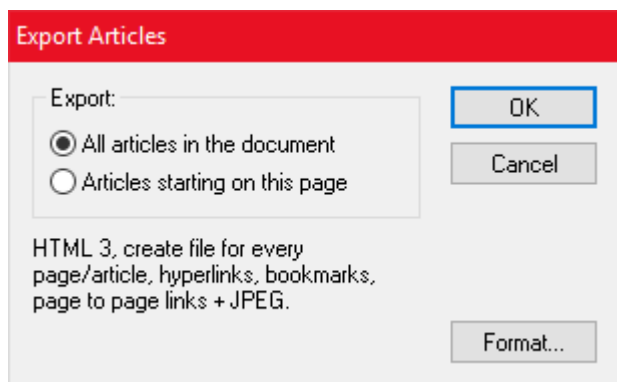 Export Articles
Export:
All articles in the document
Articles starting on this page
OK
Cancel
HTML 3, create file for every
page/article, hyperlinks, bookmarks,
page to page links + JPEG.
Format...